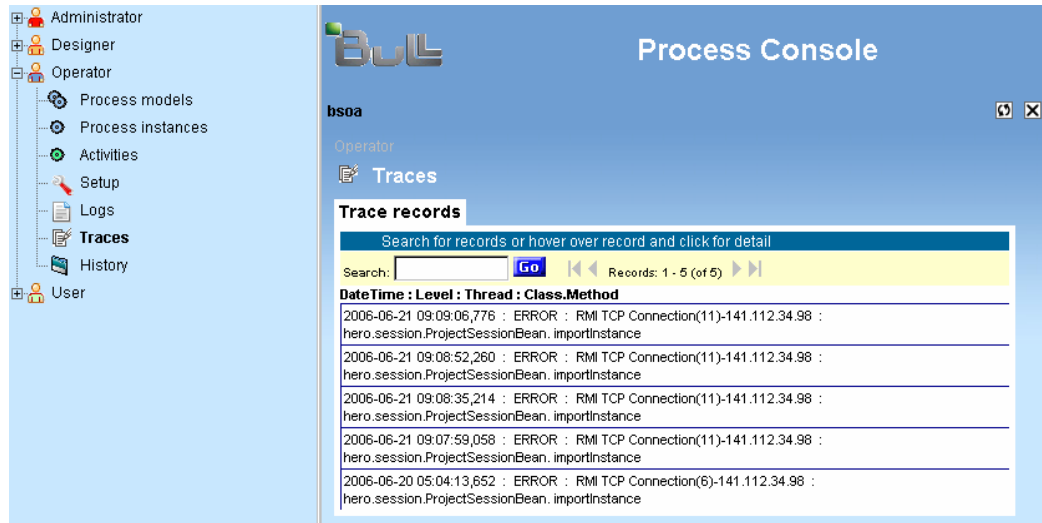 Administrator
Designer
Operator
Process models
Process instances
Activities
Setup
Logs
Traces
History
User
Bull
Process Console
bsoa
Operator
Traces
Trace records
Search for records or hover over record and click for detail
Search: Go Records: 1 - 5 (of 5)
DateTime : Level : Thread : Class.Method
2006-06-21 09:09:06,776 : ERROR : RMI TCP Connection(11)-141.112.34.98 :
hero.session.ProjectSessionBean. importInstance
2006-06-21 09:08:52,260 : ERROR : RMI TCP Connection(11)-141.112.34.98 :
hero.session.ProjectSessionBean. importInstance
2006-06-21 09:08:35,214 : ERROR : RMI TCP Connection(11)-141.112.34.98 :
hero.session.ProjectSessionBean. importInstance
2006-06-21 09:07:59,058 : ERROR : RMI TCP Connection(11)-141.112.34.98 :
hero.session.ProjectSessionBean. importInstance
2006-06-20 05:04:13,652 : ERROR : RMI TCP Connection(6)-141.112.34.98 :
hero.session.ProjectSessionBean. importInstance